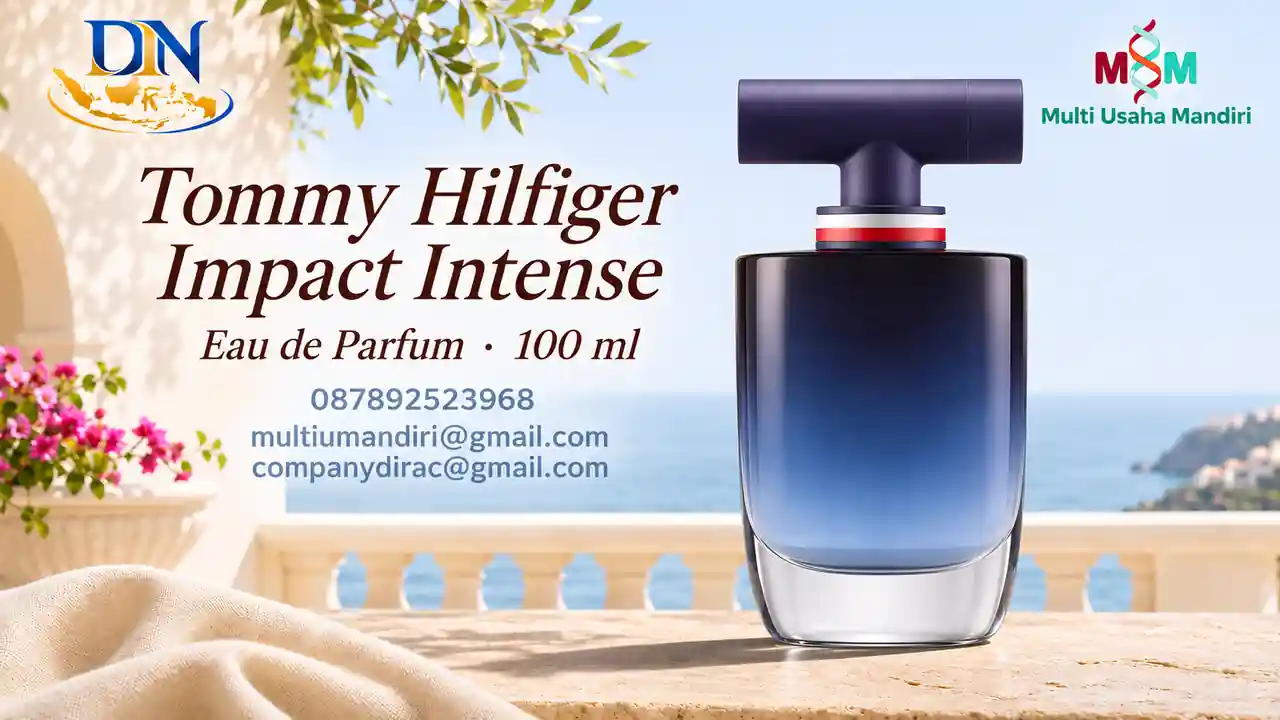 DN
M&M
Multi Usaha Mandiri
Tommy Hilfiger
Impact Intense
Eau de Parfum · 100 ml
087892523968
multiumandiri@gmail.com
companydirac@gmail.com